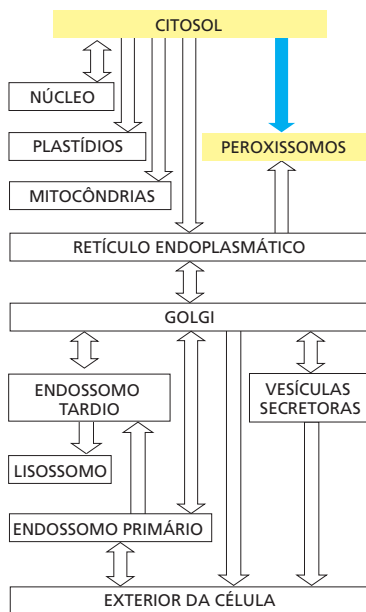 CITOSOL
NÚCLEO
PLASTÍDIOS
PEROXISSOMOS
MITOCÔNDRIAS
RETÍCULO ENDOPLASMÁTICO
GOLGI
ENDOSSOMO
TARDIO
VESÍCULAS
SECRETORAS
LISOSSOMO
ENDOSSOMO PRIMÁRIO
EXTERIOR DA CÉLULA